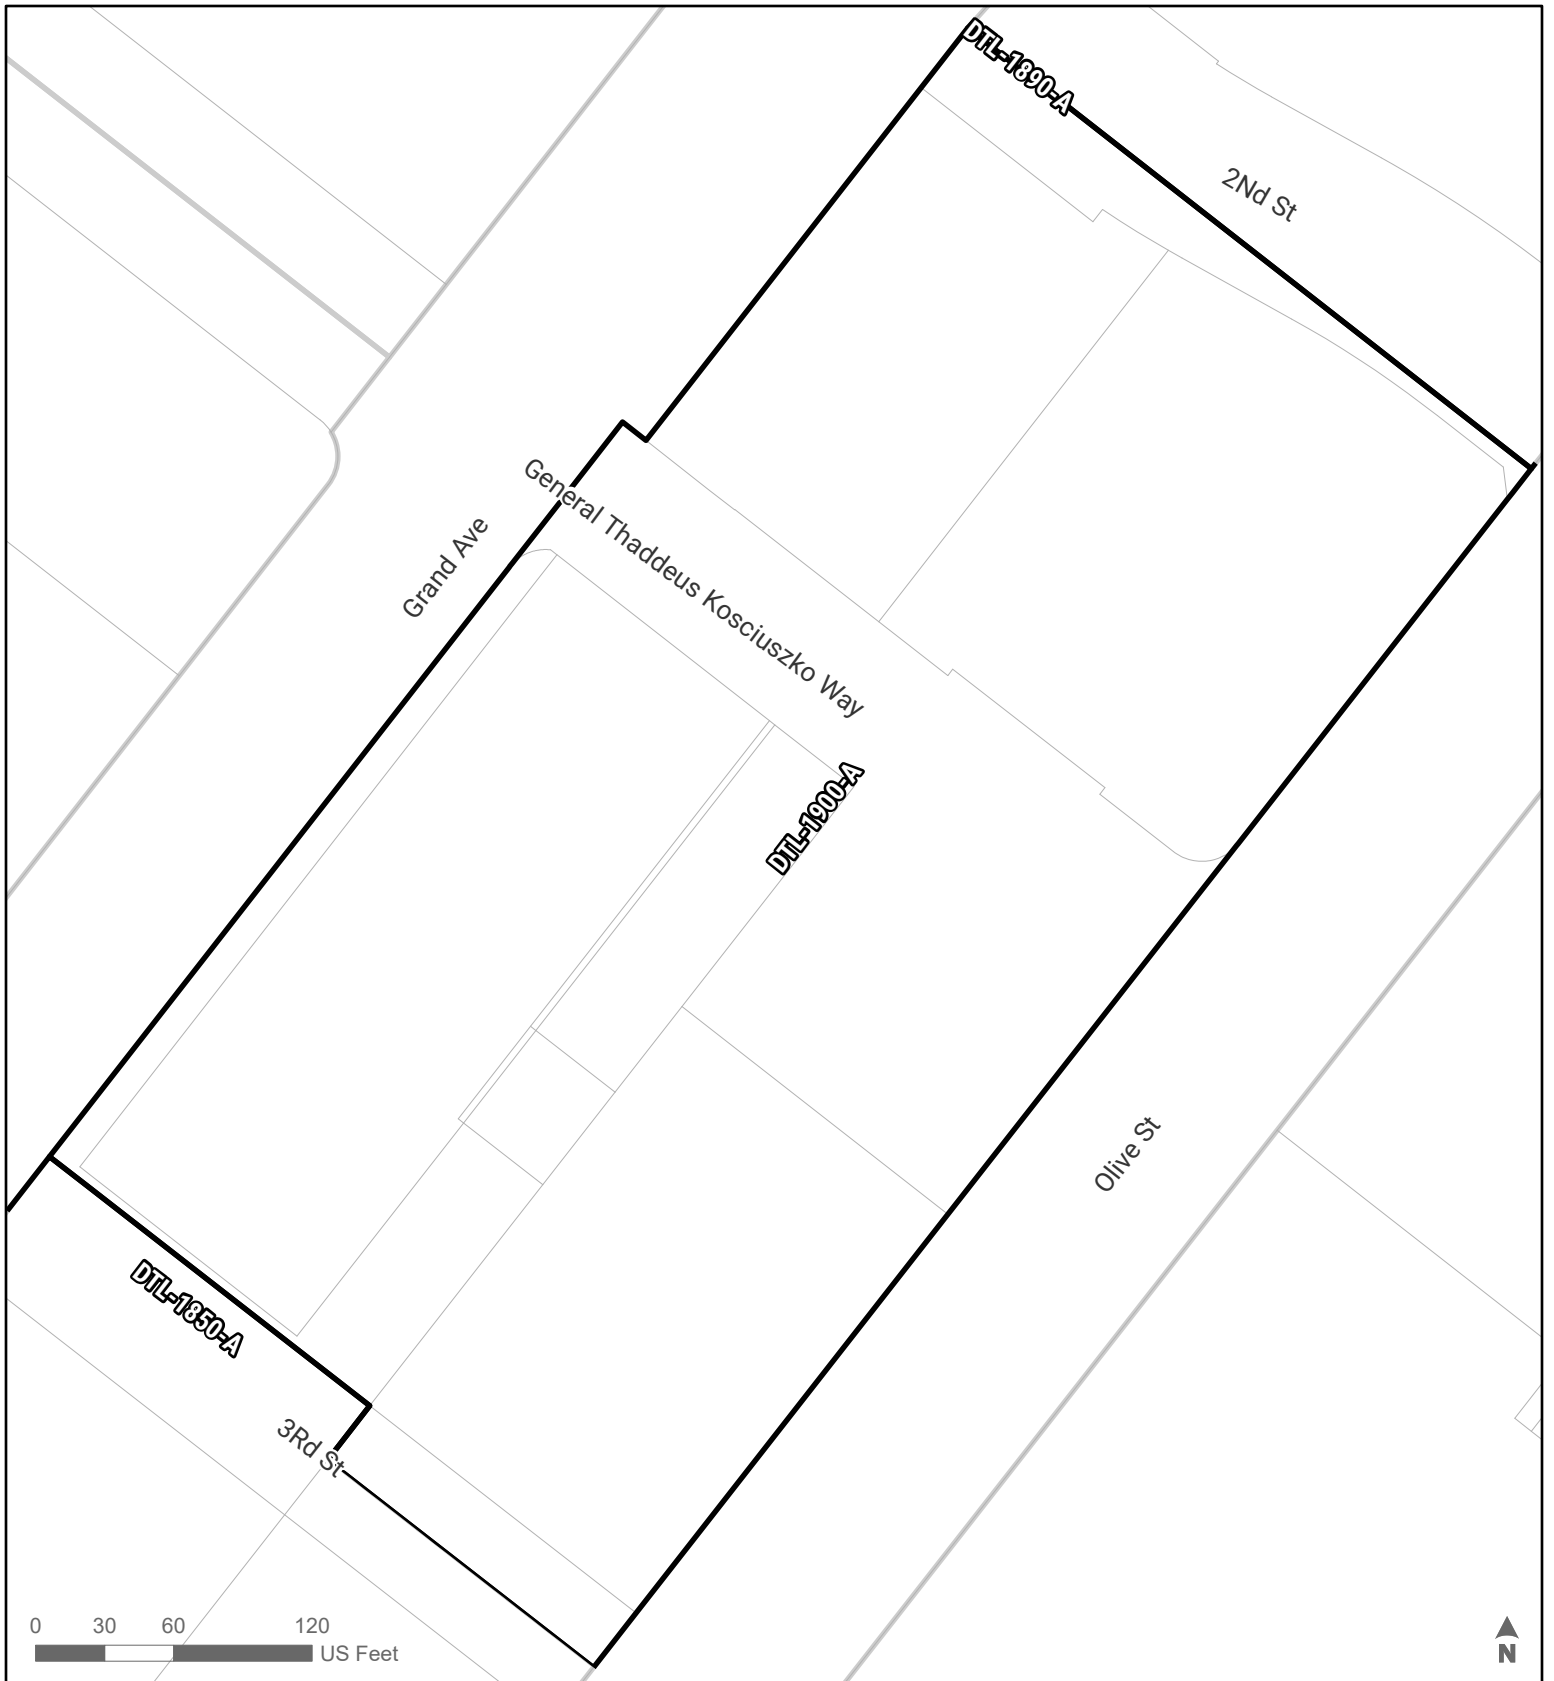 DTL-1890-A
2Nd St
General Thaddeus Kosciuszko Way
Grand Ave
DTL-1900-A
Olive St
DTL-1850-A
3Rd St
0 30 60 120
US Feet
N